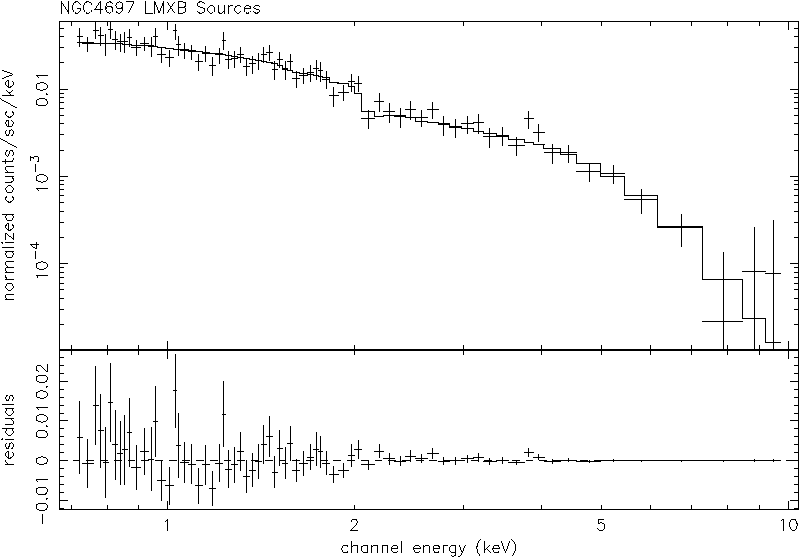 NGC4697 LMXB Sources
normalized counts/sec/keV
0.01
10⁻³
10⁻⁴
residuals
0.02
0.01
0
−0.01
1
2
5
10
channel energy (keV)